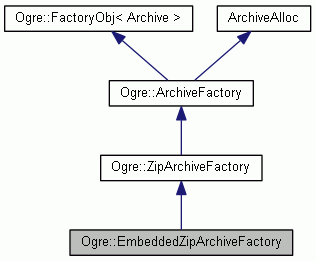 Ogre::FactoryObj< Archive >
ArchiveAlloc
Ogre::ArchiveFactory
Ogre::ZipArchiveFactory
Ogre::EmbeddedZipArchiveFactory